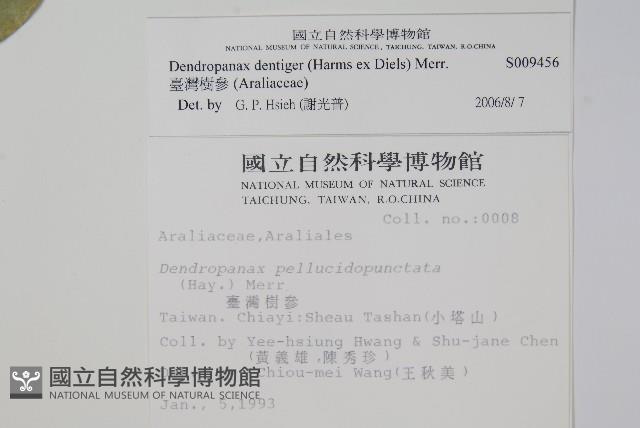 國立自然科學博物館
NATIONAL MUSEUM OF NATURAL SCIENCE, TAICHUNG, TAIWAN, R.O.CHINA
Dendropanax dentiger (Harms ex Diels) Merr. S009456
臺灣樹參 (Araliaceae)
Det. by G. P. Hsieh (謝光普) 2006/8/ 7
國立自然科學博物館
NATIONAL MUSEUM OF NATURAL SCIENCE
TAICHUNG, TAIWAN, R.O.CHINA
Coll. no.:0008
Araliaceae,Araliales
Dendropanax pellucidopunctata
(Hay.) Merr
臺灣樹參
Taiwan. Chiayi:Sheau Tashan(小塔山)
Coll. by Yee-hsiung Hwang & Shu-jane Chen
(黃義雄,陳秀珍)
Chiou-mei Wang(王秋美)
Jan., 5,1993
國立自然科學博物館
NATIONAL MUSEUM OF NATURAL SCIENCE